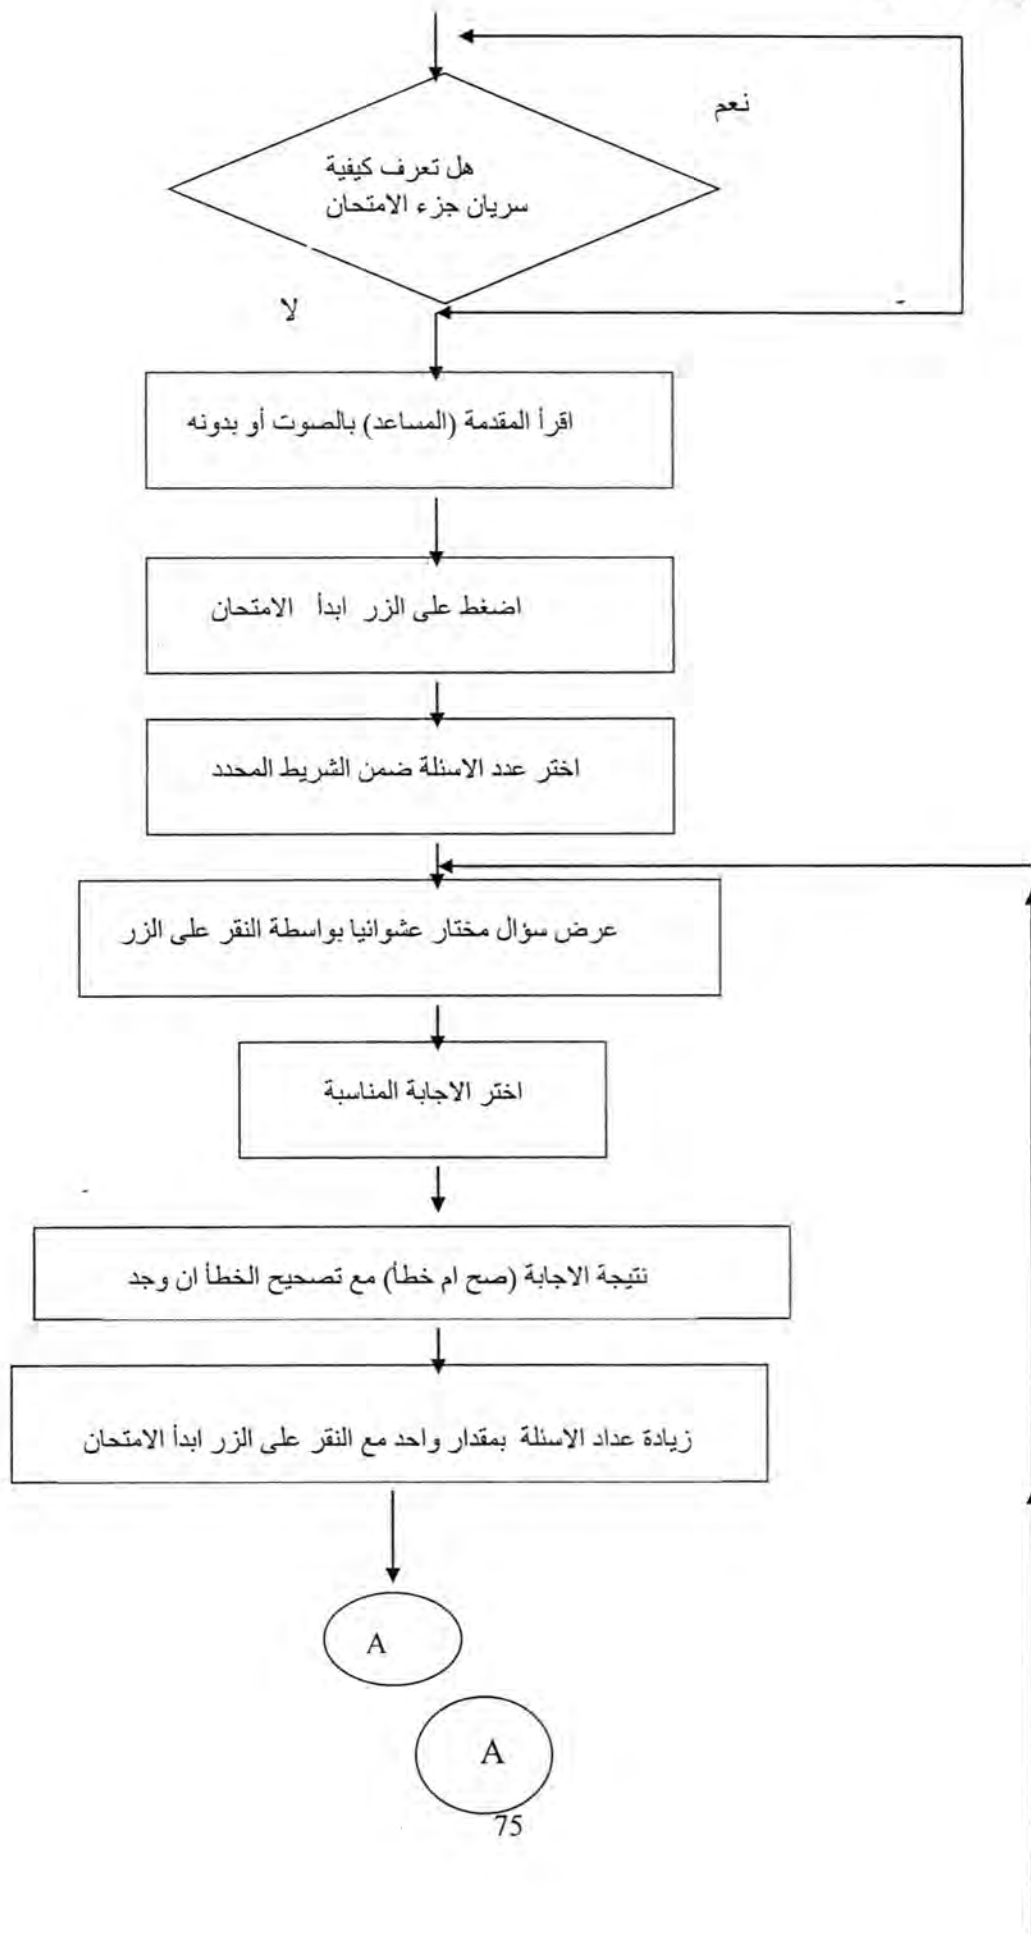 نعم
هل تعرف كيفية
سريان جزء الامتحان
لا
اقرأ المقدمة (المساعد) بالصوت أو بدونه
اضغط على الزر ابدأ الامتحان
اختر عدد الاسئلة ضمن الشريط المحدد
عرض سؤال مختار عشوائيا بواسطة النقر على الزر
اختر الاجابة المناسبة
نتيجة الاجابة (صح ام خطأ) مع تصحيح الخطأ ان وجد
زيادة عداد الاسئلة بمقدار واحد مع النقر على الزر ابدأ الامتحان
A
A
75